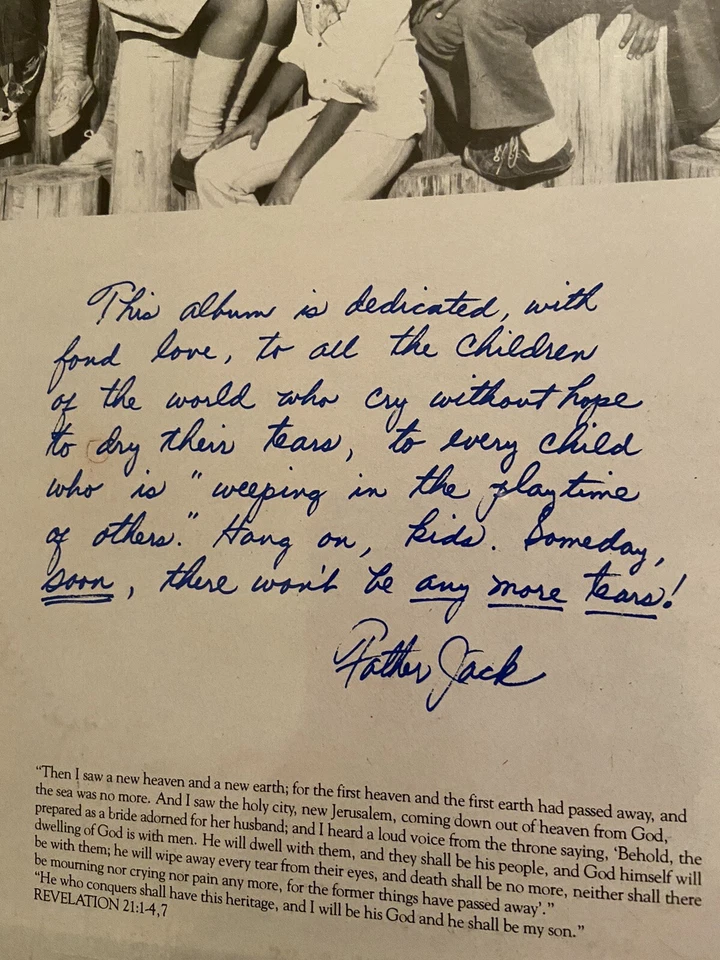 This album is dedicated, with
fond love, to all the children
of the world who cry without hope
to dry their tears, to every child
who is "weeping in the playtime
of others." Hang on, kids. Someday,
soon, there won't be any more tears!
Father Jack
"Then I saw a new heaven and a new earth; for the first heaven and the first earth had passed away, and
the sea was no more. And I saw the holy city, new Jerusalem, coming down out of heaven from God,
prepared as a bride adorned for her husband; and I heard a loud voice from the throne saying, 'Behold, the
dwelling of God is with men. He will dwell with them, and they shall be his people, and God himself will
be with them; he will wipe away every tear from their eyes, and death shall be no more, neither shall there
be mourning nor crying nor pain any more, for the former things have passed away'."
"He who conquers shall have this heritage, and I will be his God and he shall be my son."
REVELATION 21:1-4,7